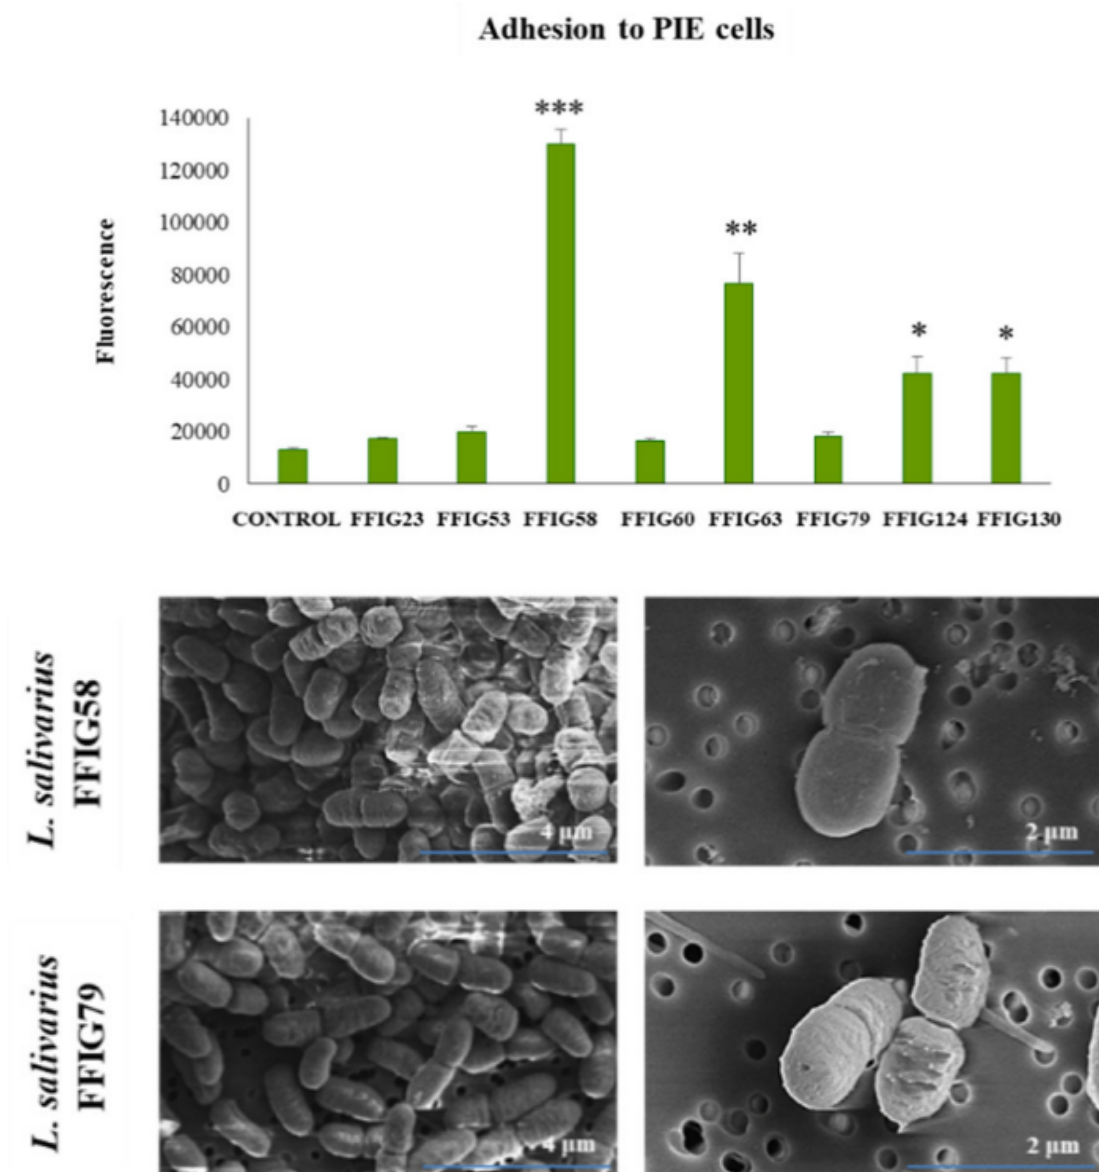 Adhesion to PIE cells
Fluorescence
140000
120000
100000
80000
60000
40000
20000
0
***
**
*
*
CONTROL FFIG23 FFIG53 FFIG58 FFIG60 FFIG63 FFIG79 FFIG124 FFIG130
L. salivarius
FFIG58
4 μm
2 μm
L. salivarius
FFIG79
4 μm
2 μm